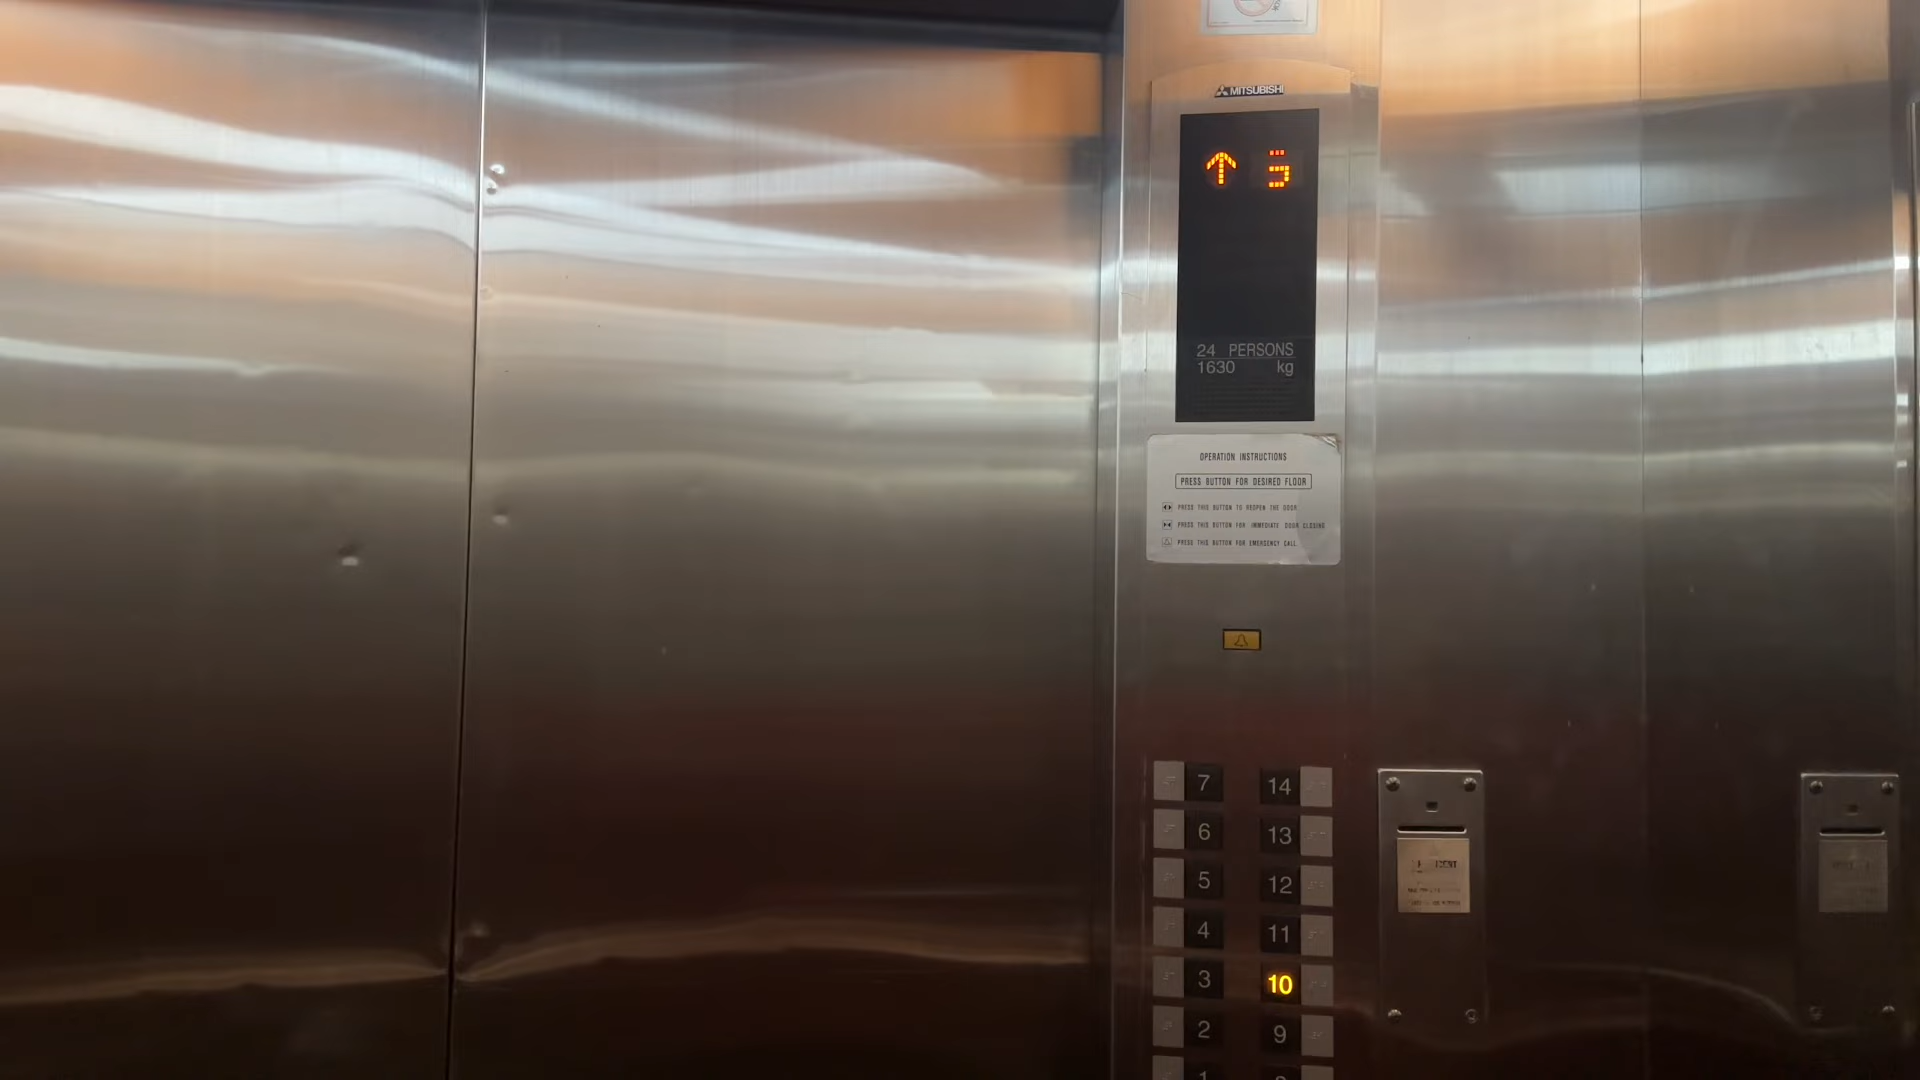 MITSUBISHI
↑ 5
24 PERSONS
1630 kg
OPERATION INSTRUCTIONS
PRESS BUTTON FOR DESIRED FLOOR
PRESS THIS BUTTON TO REOPEN THE DOOR
PRESS THIS BUTTON FOR IMMEDIATE DOOR CLOSING
PRESS THIS BUTTON FOR EMERGENCY CALL.
7 14
6 13
5 12
4 11
3 10
2 9